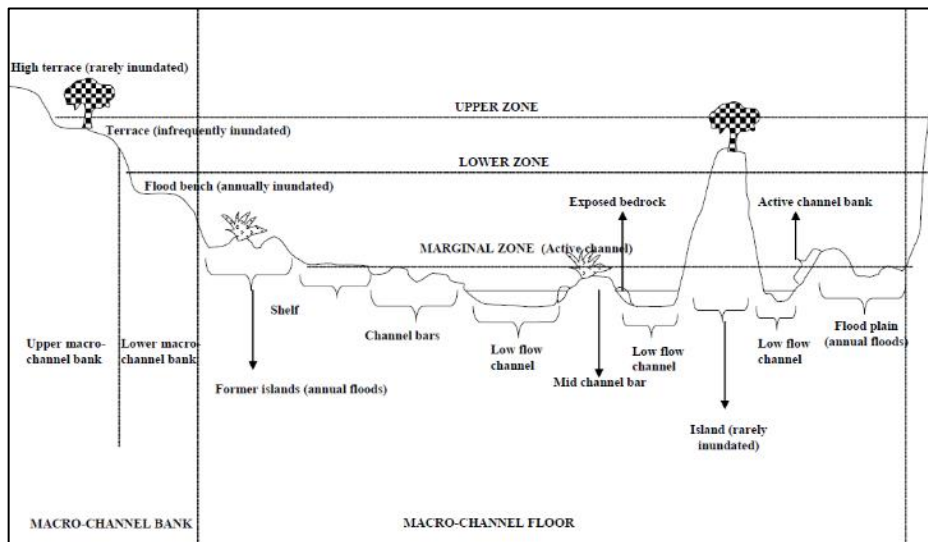 High terrace (rarely inundated)
UPPER ZONE
Terrace (infrequently inundated)
LOWER ZONE
Flood bench (annually inundated)
Exposed bedrock
Active channel bank
MARGINAL ZONE (Active channel)
Shelf
Channel bars
Low flow
channel
Mid channel bar
Low flow
channel
Low flow
channel
Flood plain
(annual floods)
Upper macro-
channel bank
Lower macro-
channel bank
Former islands (annual floods)
Island (rarely
inundated)
MACRO-CHANNEL BANK
MACRO-CHANNEL FLOOR